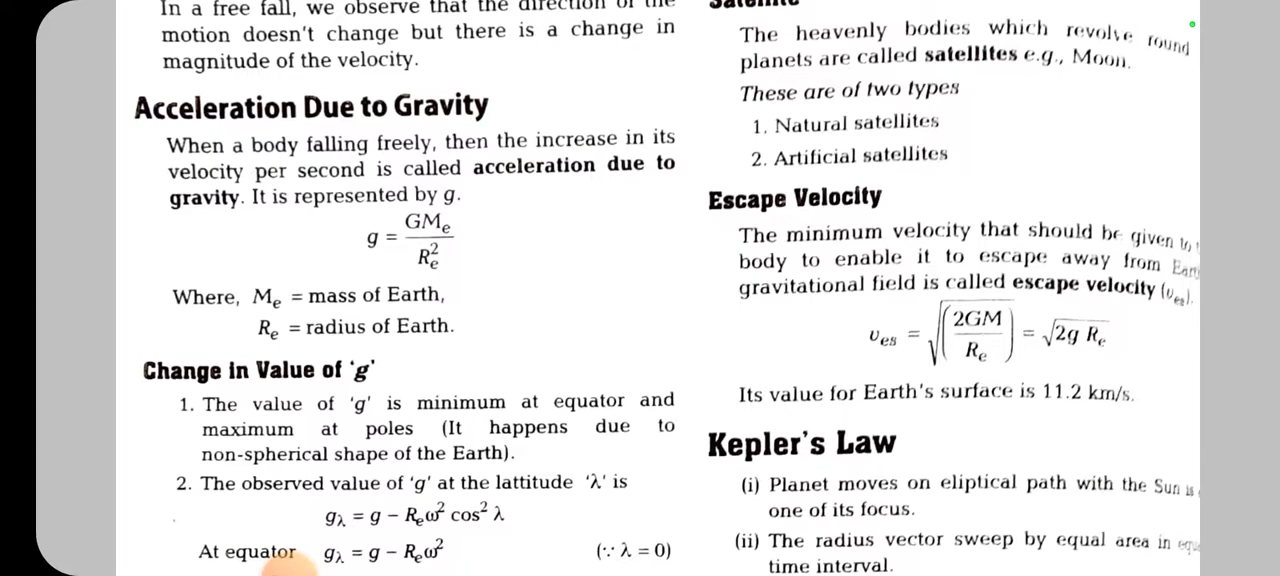 In a free fall, we observe that the direction of the
motion doesn't change but there is a change in
magnitude of the velocity.
Acceleration Due to Gravity
When a body falling freely, then the increase in its
velocity per second is called acceleration due to
gravity. It is represented by g.
g = GMe / Re²
Where, Me = mass of Earth,
Re = radius of Earth.
Change in Value of 'g'
1. The value of 'g' is minimum at equator and
maximum at poles (It happens due to
non-spherical shape of the Earth).
2. The observed value of 'g' at the lattitude 'λ' is
gλ = g – Reω² cos² λ
At equator gλ = g – Reω² (∵ λ = 0)
Satellite
The heavenly bodies which revolve round
planets are called satellites e.g., Moon.
These are of two types
1. Natural satellites
2. Artificial satellites
Escape Velocity
The minimum velocity that should be given to
body to enable it to escape away from
gravitational field is called escape velocity (υes).
υes = √(2GM / Re) = √2g Re
Its value for Earth's surface is 11.2 km/s.
Kepler's Law
(i) Planet moves on eliptical path with the Sun is
one of its focus.
(ii) The radius vector sweep by equal area in
time interval.